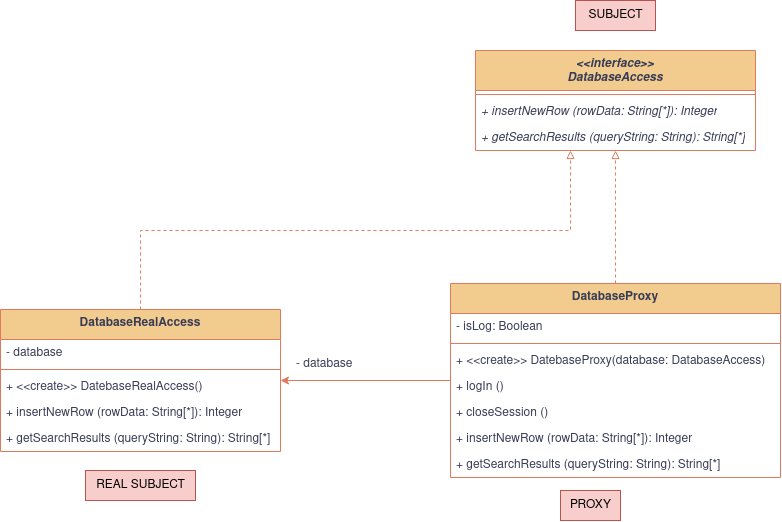 SUBJECT
<<interface>>
DatabaseAccess
+ insertNewRow (rowData: String[*]): Integer
+ getSearchResults (queryString: String): String[*]
DatabaseRealAccess
- database
+ <<create>> DatebaseRealAccess()
+ insertNewRow (rowData: String[*]): Integer
+ getSearchResults (queryString: String): String[*]
REAL SUBJECT
- database
DatabaseProxy
- isLog: Boolean
+ <<create>> DatebaseProxy(database: DatabaseAccess)
+ logIn ()
+ closeSession ()
+ insertNewRow (rowData: String[*]): Integer
+ getSearchResults (queryString: String): String[*]
PROXY